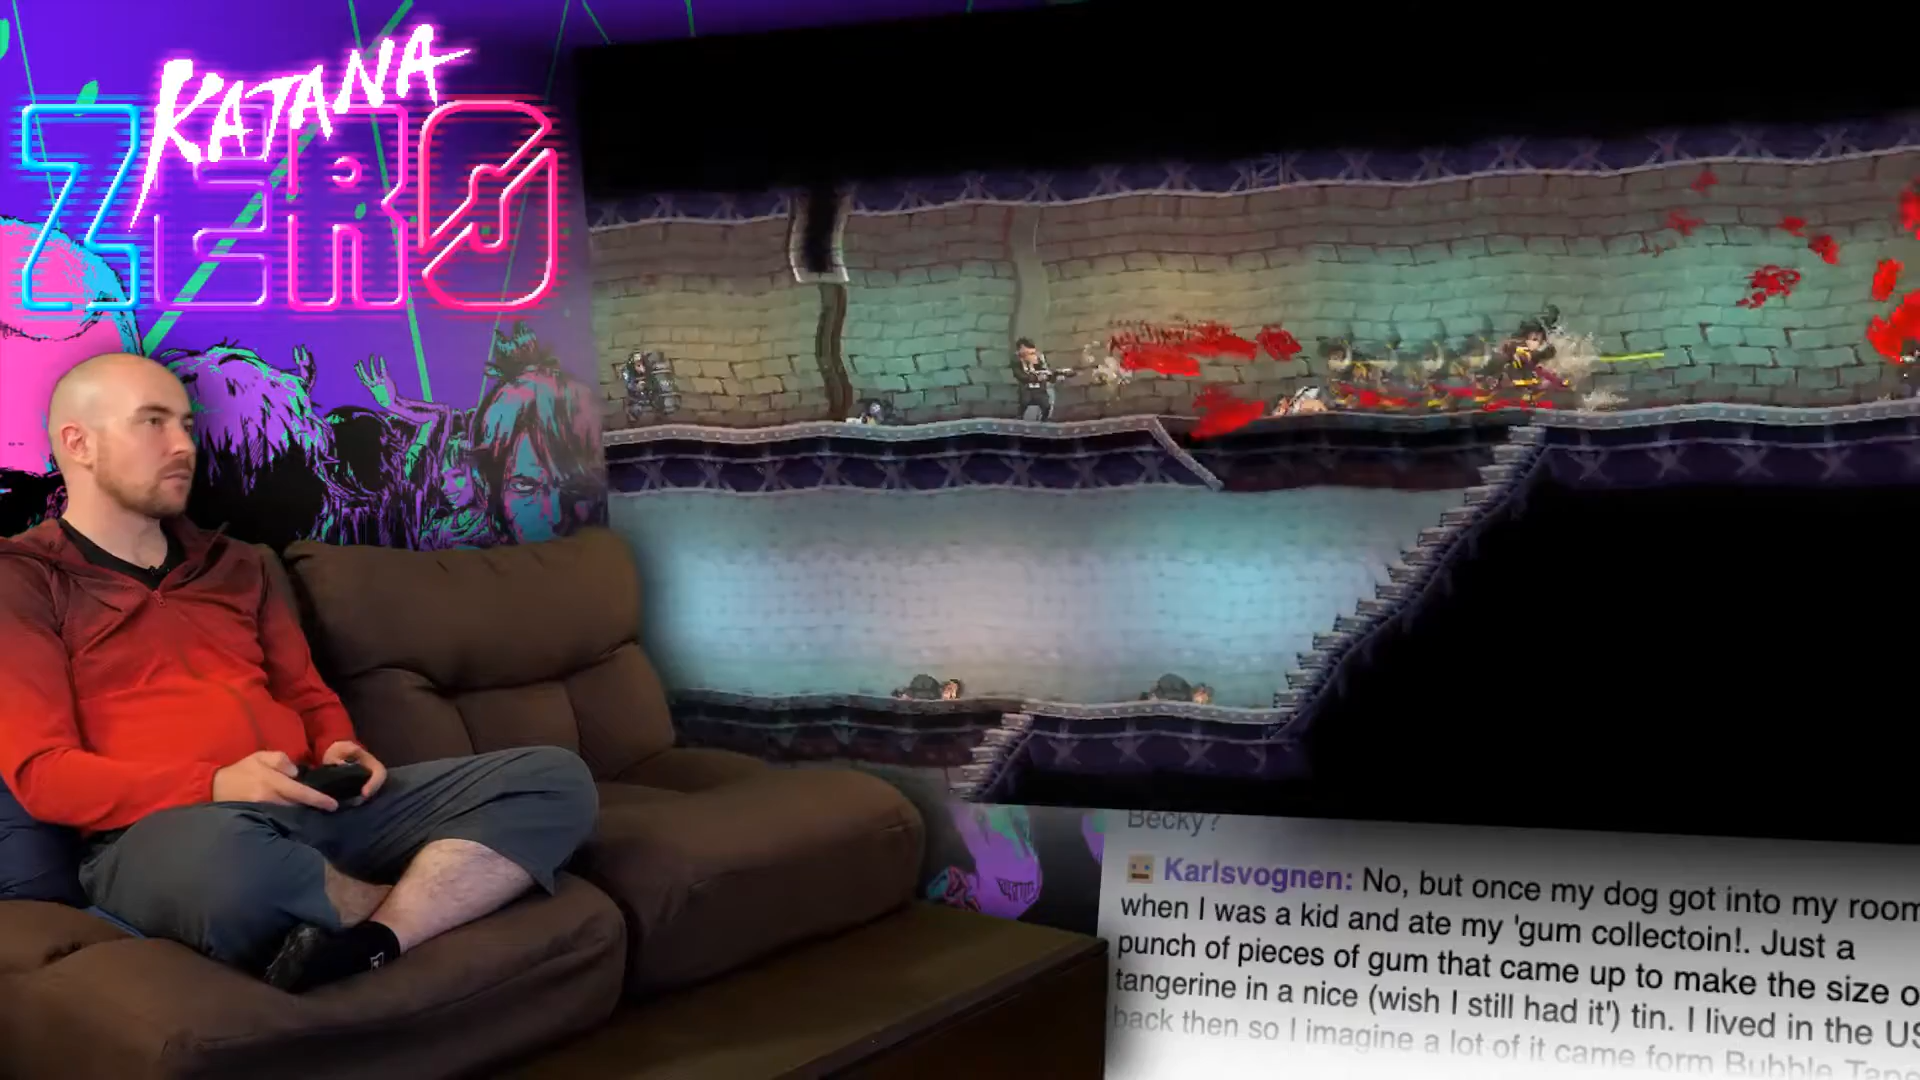 KATANA
ZERO
Becky?
Karlsvognen: No, but once my dog got into my room
when I was a kid and ate my 'gum collectoin!. Just a
punch of pieces of gum that came up to make the size o
tangerine in a nice (wish I still had it') tin. I lived in the US
back then so I imagine a lot of it came form Bubble Tape